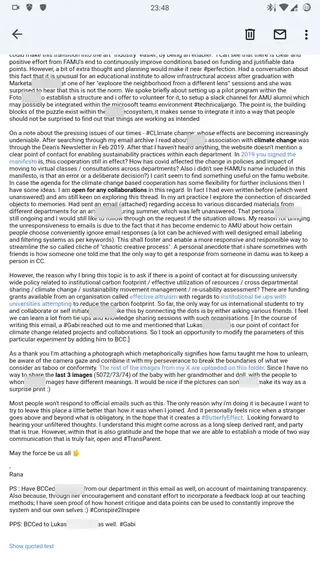 23:48
could make this transition into the art "industry" easier, by being an enabler. I can see that there is clear and
positive effort from FAMU's end to continuously improve conditions based on funding and justifiable data
points. However, a bit of extra thought and planning would make it near #perfection. Had a conversation
about this fact that it is unusual for an educational institute to allow infrastructural access after graduation with
Marke at one of her "explore the neighborhood from a different lens" sessions and she was
surprised to hear that this is not the norm. We spoke briefly about setting up a pilot program within the
Foto to establish a structure and i offer to volunteer for it, to setup a slack channel for AMU alumni which
may possibly be integrated within the microsoft teams environment #technicaljargo. The point is, the building
blocks of the puzzle exist within the ecosystem, it makes sense to integrate it into a way that people
should not be surprised to find out that things are working as intended
On a note about the pressing issues of our times - #CLImate change whose effects are becoming increasingly
undeniable. After searching through my email archive I read abou association with climate change was
through the Dean's Newsletter in Feb 2019. After that I haven't heard anything, the website doesn't mention a
clear point of contact for enabling sustainability practices within each department. In 2019 you signed the
manifesto is, this cooperation still in effect? How has covid affected the change in policies and effect of
moving to virtual classes / consultations across departments? Also i didn't see FAMU's name included in this
manifesto, is that an error or a deliberate decision?) I can't seem to find something useful on the famu website.
In case the agenda for the climate change based cooperation has some flexibility for further inclusions then I
have some ideas. I am open for any collaborations in this regard. In fact I had even written before (which went
unanswered) and am still keen on exploring this thread. In my art practice I explore the connection of discarded
objects to memories. Had sent an email (attached) regarding access to various discarded materials from
different departments for an ar during summer, which was left unanswered. That person
still ongoing and I would still like to follow through on the request if the situation allows. My reason for bringing
the unresponsiveness to emails is due to the fact that it has become endemic to AMU about how certain
people choose conveniently ignore email responses (a lot can be achieved with well designed email labeling
and filtering systems as per keywords). This shall foster and enable a more responsive and responsible way to
streamline the so called cliche of "chaotic creative process". A personal anecdote that i share sometimes with
friends is how someone one told me that the only way to get a response from someone in damu was to keep a
person in CC.
However, the reason why I bring this topic is to ask if there is a point of contact at for discussing university
wide policy related to institutional carbon footprint / effective utilization of resources / cross departmental
sharing / climate change / sustainability movement management / re-usability assessment? There are funding
grants available from an organisation called effective altruism with regards to institutional tie ups with
universities attempting to reduce the carbon footprint. So far, the only way for us international students to try
and collaborate or self initiat ke this by connecting the dots is by either asking various friends. I feel
we can learn a lot from tie ups and knowledge sharing sessions with such organisations. [ In the course of
writing this email, a #Gabi reached out to me and mentioned that Lukas is our point of contact for
climate change related projects and collaborations. So I took an opportunity to modify the parameters of this
particular experiment by adding him to BCC.]
As a thank you I'm attaching a photograph which metaphorically signifies how famu taught me how to unlearn,
be aware of the camera gaze and combine it with my perseverance to break the boundaries of what we
consider as taboo or conformity. The rest of the images from my X are uploaded on this folder. Since I have no
way to share the last 3 images (5072/73/74) of the baby with her grandmother and doll, with the people to
whom images have different meanings. It would be nice if the pictures can som make its way as a
surprise print :)
Most people won't respond to official emails such as this. The only reason why i'm doing it is because I want to
try to leave this place a little better than how it was when I joined. And it personally feels nice when a stranger
goes above and beyond what is obligatory, in the hope that it creates a #ButterflyEffect. Looking forward to
hearing your unfiltered thoughts. I understand this might come across as a long sleep derived rant, and party
that is true. However, within that is also gratitude and the hope that we are able to establish a mode of two way
communication that is truly fair, open and #TransParent.
May the force be us all 🖖
-
Rana
PS : Have BCCed from our department in this email as well, on account of maintaining transparency.
Also because, through her encouragement and constant effort to incorporate a feedback loop at our teaching
methods; I have seen proof of how honest critique and data points can be used to constantly improve the
system and our own selves :) #Conspire2Inspire
PPS: BCCed to Lukas as well. #Gabi
Show quoted text